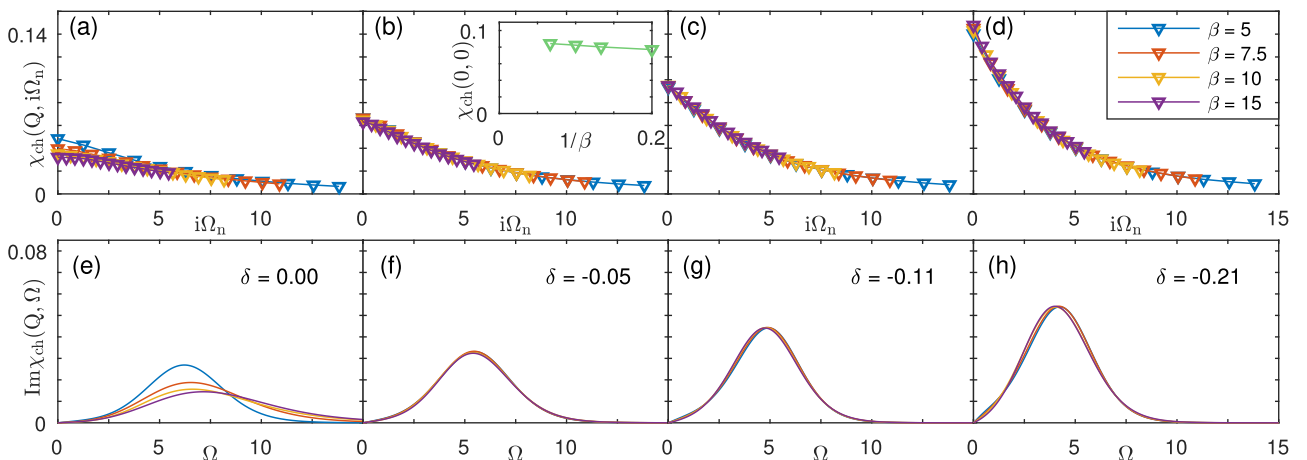 (a) (b) (c) (d)
χch(Q, iΩn)
0.14
0
0 5 10
iΩn
0 5 10
iΩn
0 5 10
iΩn
0 5 10 15
iΩn
χch(0, 0)
0.1
0
0 0.2
1/β
β = 5
β = 7.5
β = 10
β = 15
(e) (f) (g) (h)
δ = 0.00
δ = -0.05
δ = -0.11
δ = -0.21
Imχch(Q, Ω)
0.08
0
0 5 10
Ω
0 5 10
Ω
0 5 10
Ω
0 5 10 15
Ω